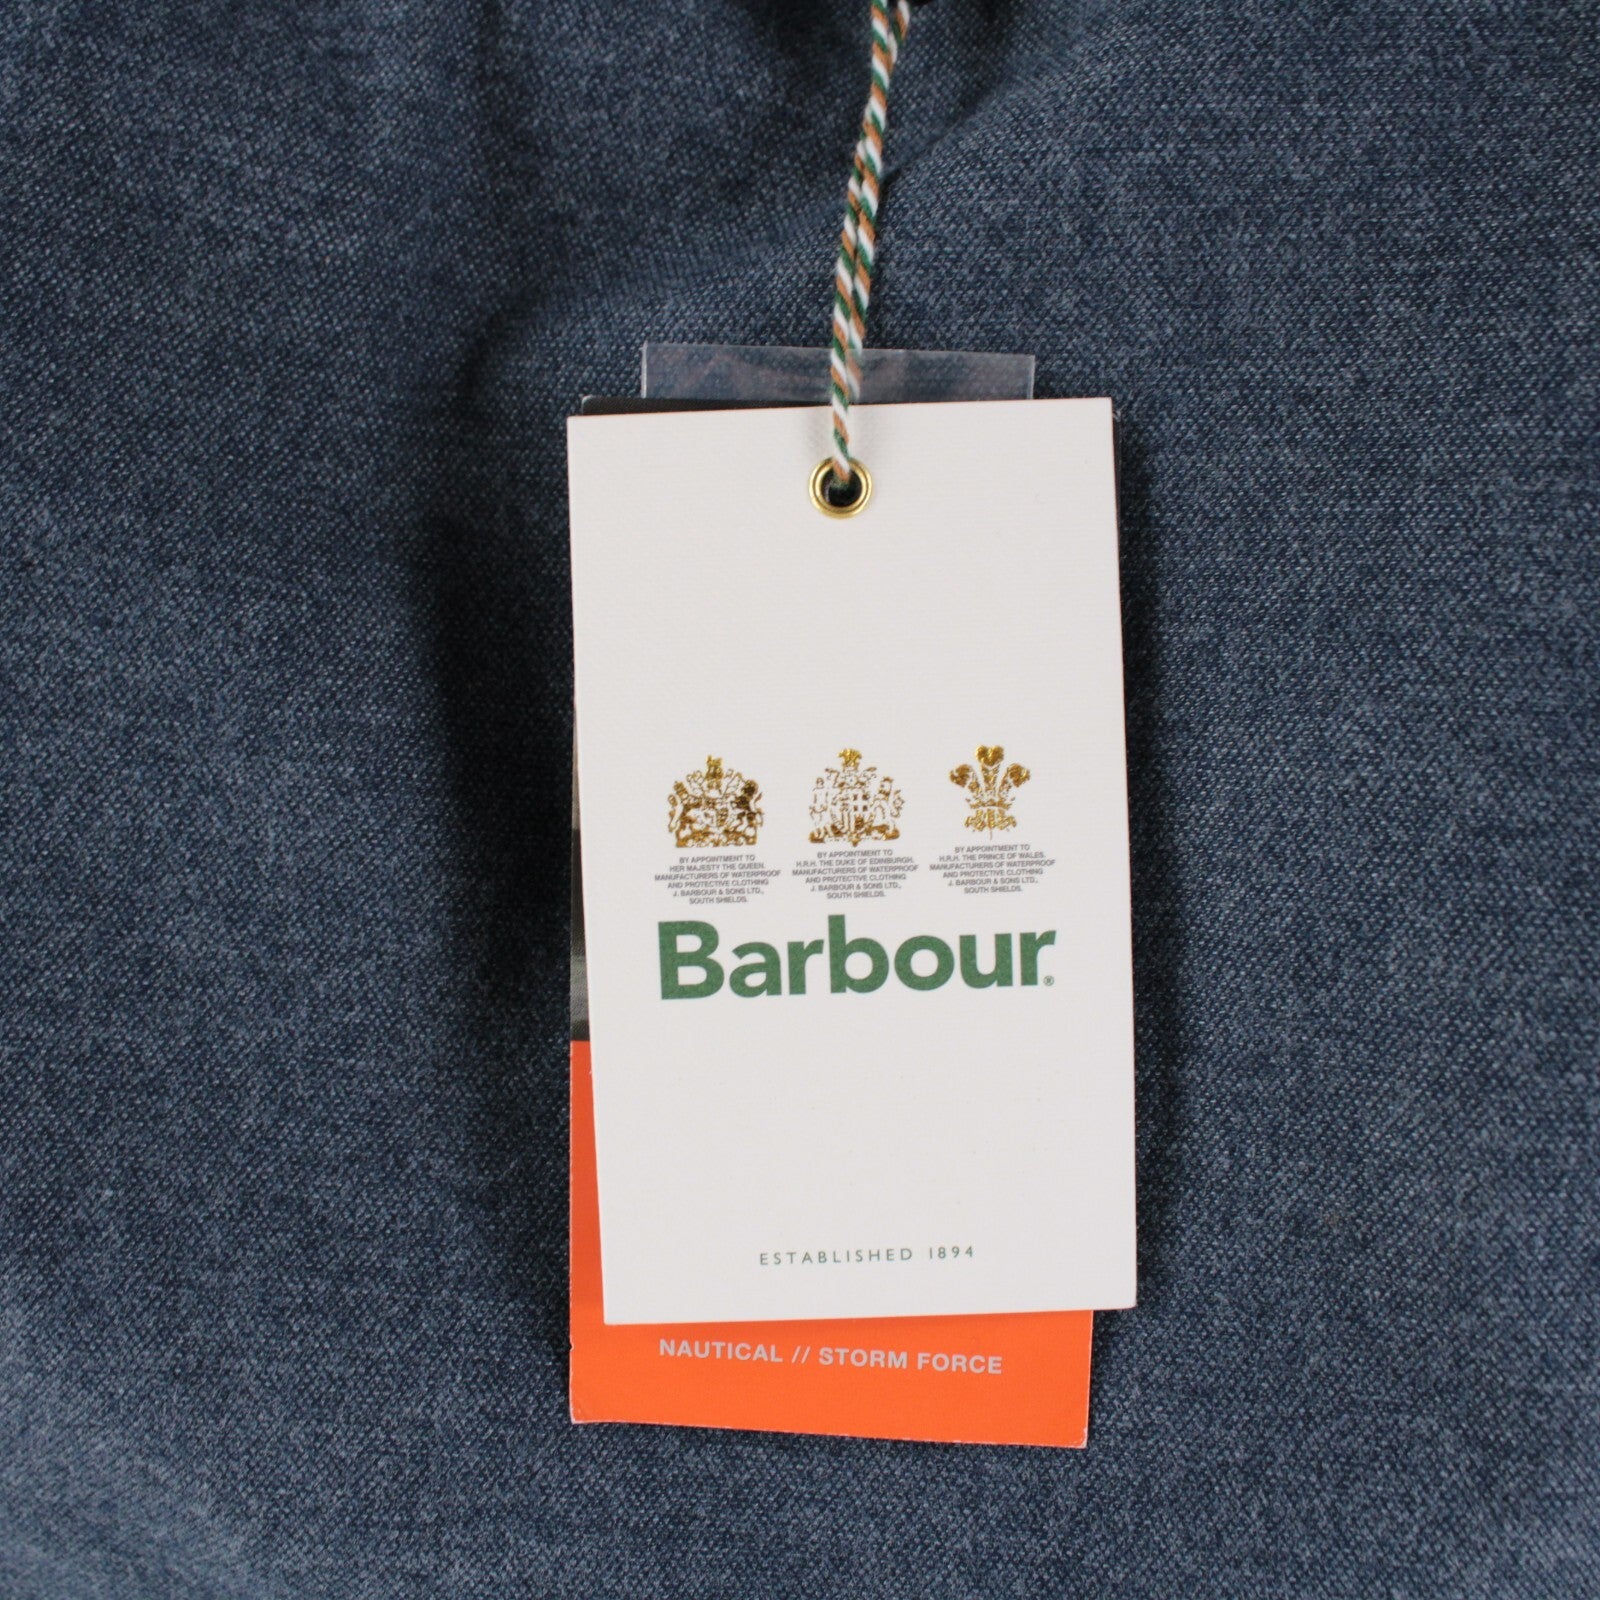 BY APPOINTMENT TO
HER MAJESTY THE QUEEN.
MANUFACTURERS OF WATERPROOF
AND PROTECTIVE CLOTHING
J. BARBOUR & SONS LTD.,
SOUTH SHIELDS.
BY APPOINTMENT TO
H.R.H. THE DUKE OF EDINBURGH.
MANUFACTURERS OF WATERPROOF
AND PROTECTIVE CLOTHING
J. BARBOUR & SONS LTD.,
SOUTH SHIELDS.
BY APPOINTMENT TO
H.R.H. THE PRINCE OF WALES.
MANUFACTURERS OF WATERPROOF
AND PROTECTIVE CLOTHING
J. BARBOUR & SONS LTD.,
SOUTH SHIELDS.
Barbour®
ESTABLISHED 1894
NAUTICAL // STORM FORCE